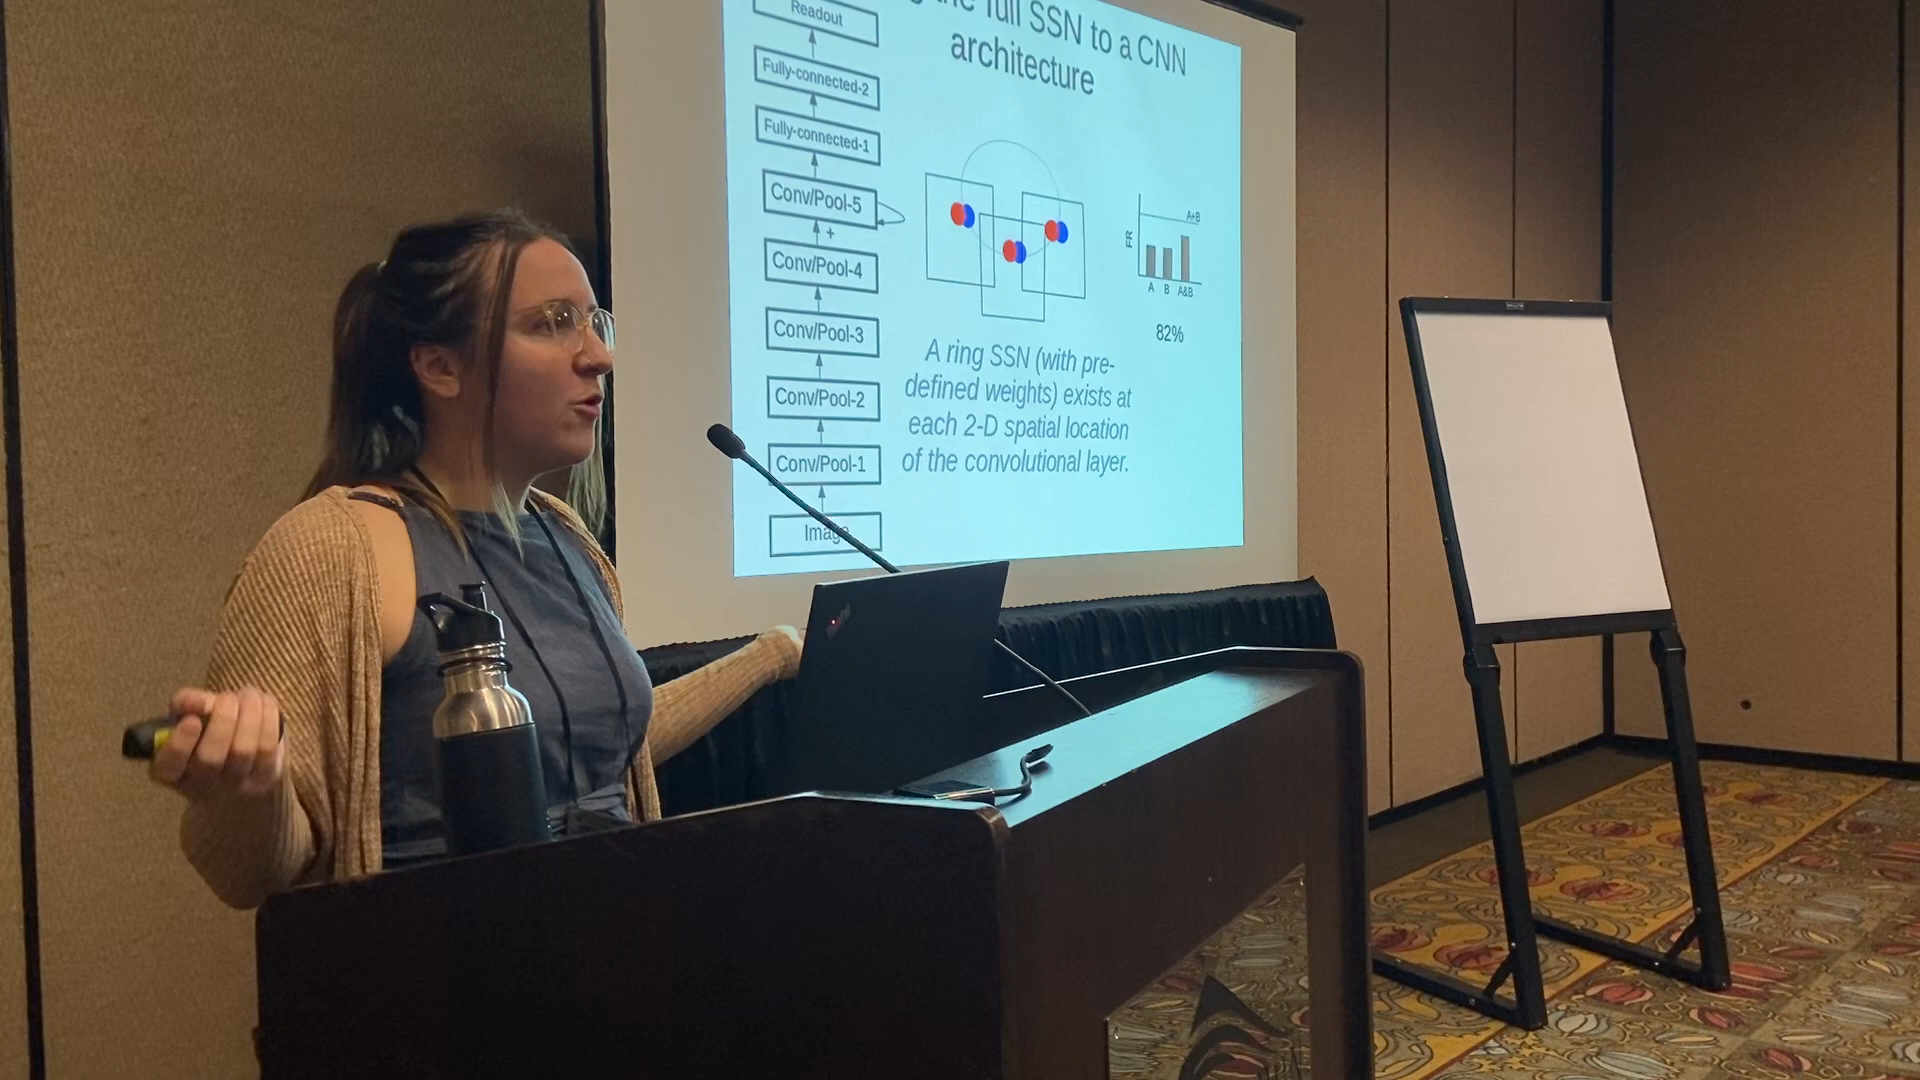 the full SSN to a CNN
architecture
Readout
Fully-connected-2
Fully-connected-1
Conv/Pool-5
+
Conv/Pool-4
Conv/Pool-3
Conv/Pool-2
Conv/Pool-1
Image
A+B
FR
A B A&B
82%
A ring SSN (with pre-
defined weights) exists at
each 2-D spatial location
of the convolutional layer.